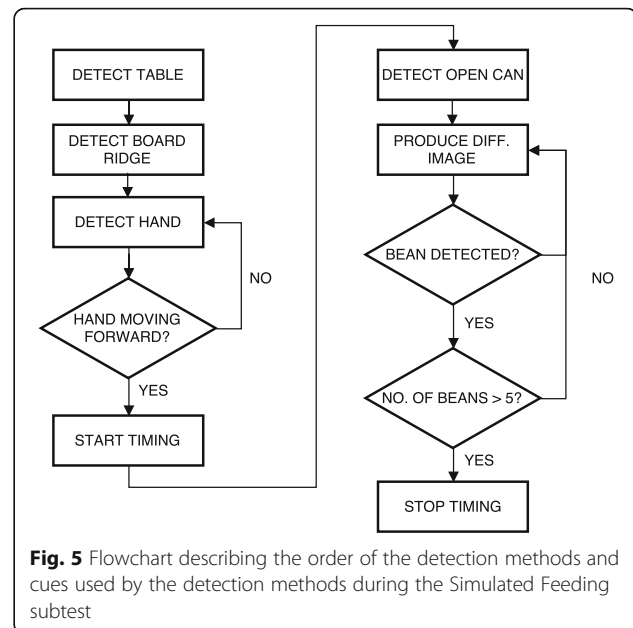 DETECT TABLE
DETECT BOARD
RIDGE
DETECT HAND
NO
HAND MOVING
FORWARD?
YES
START TIMING
DETECT OPEN CAN
PRODUCE DIFF.
IMAGE
BEAN DETECTED?
NO
YES
NO. OF BEANS > 5?
YES
STOP TIMING
Fig. 5 Flowchart describing the order of the detection methods and
cues used by the detection methods during the Simulated Feeding
subtest